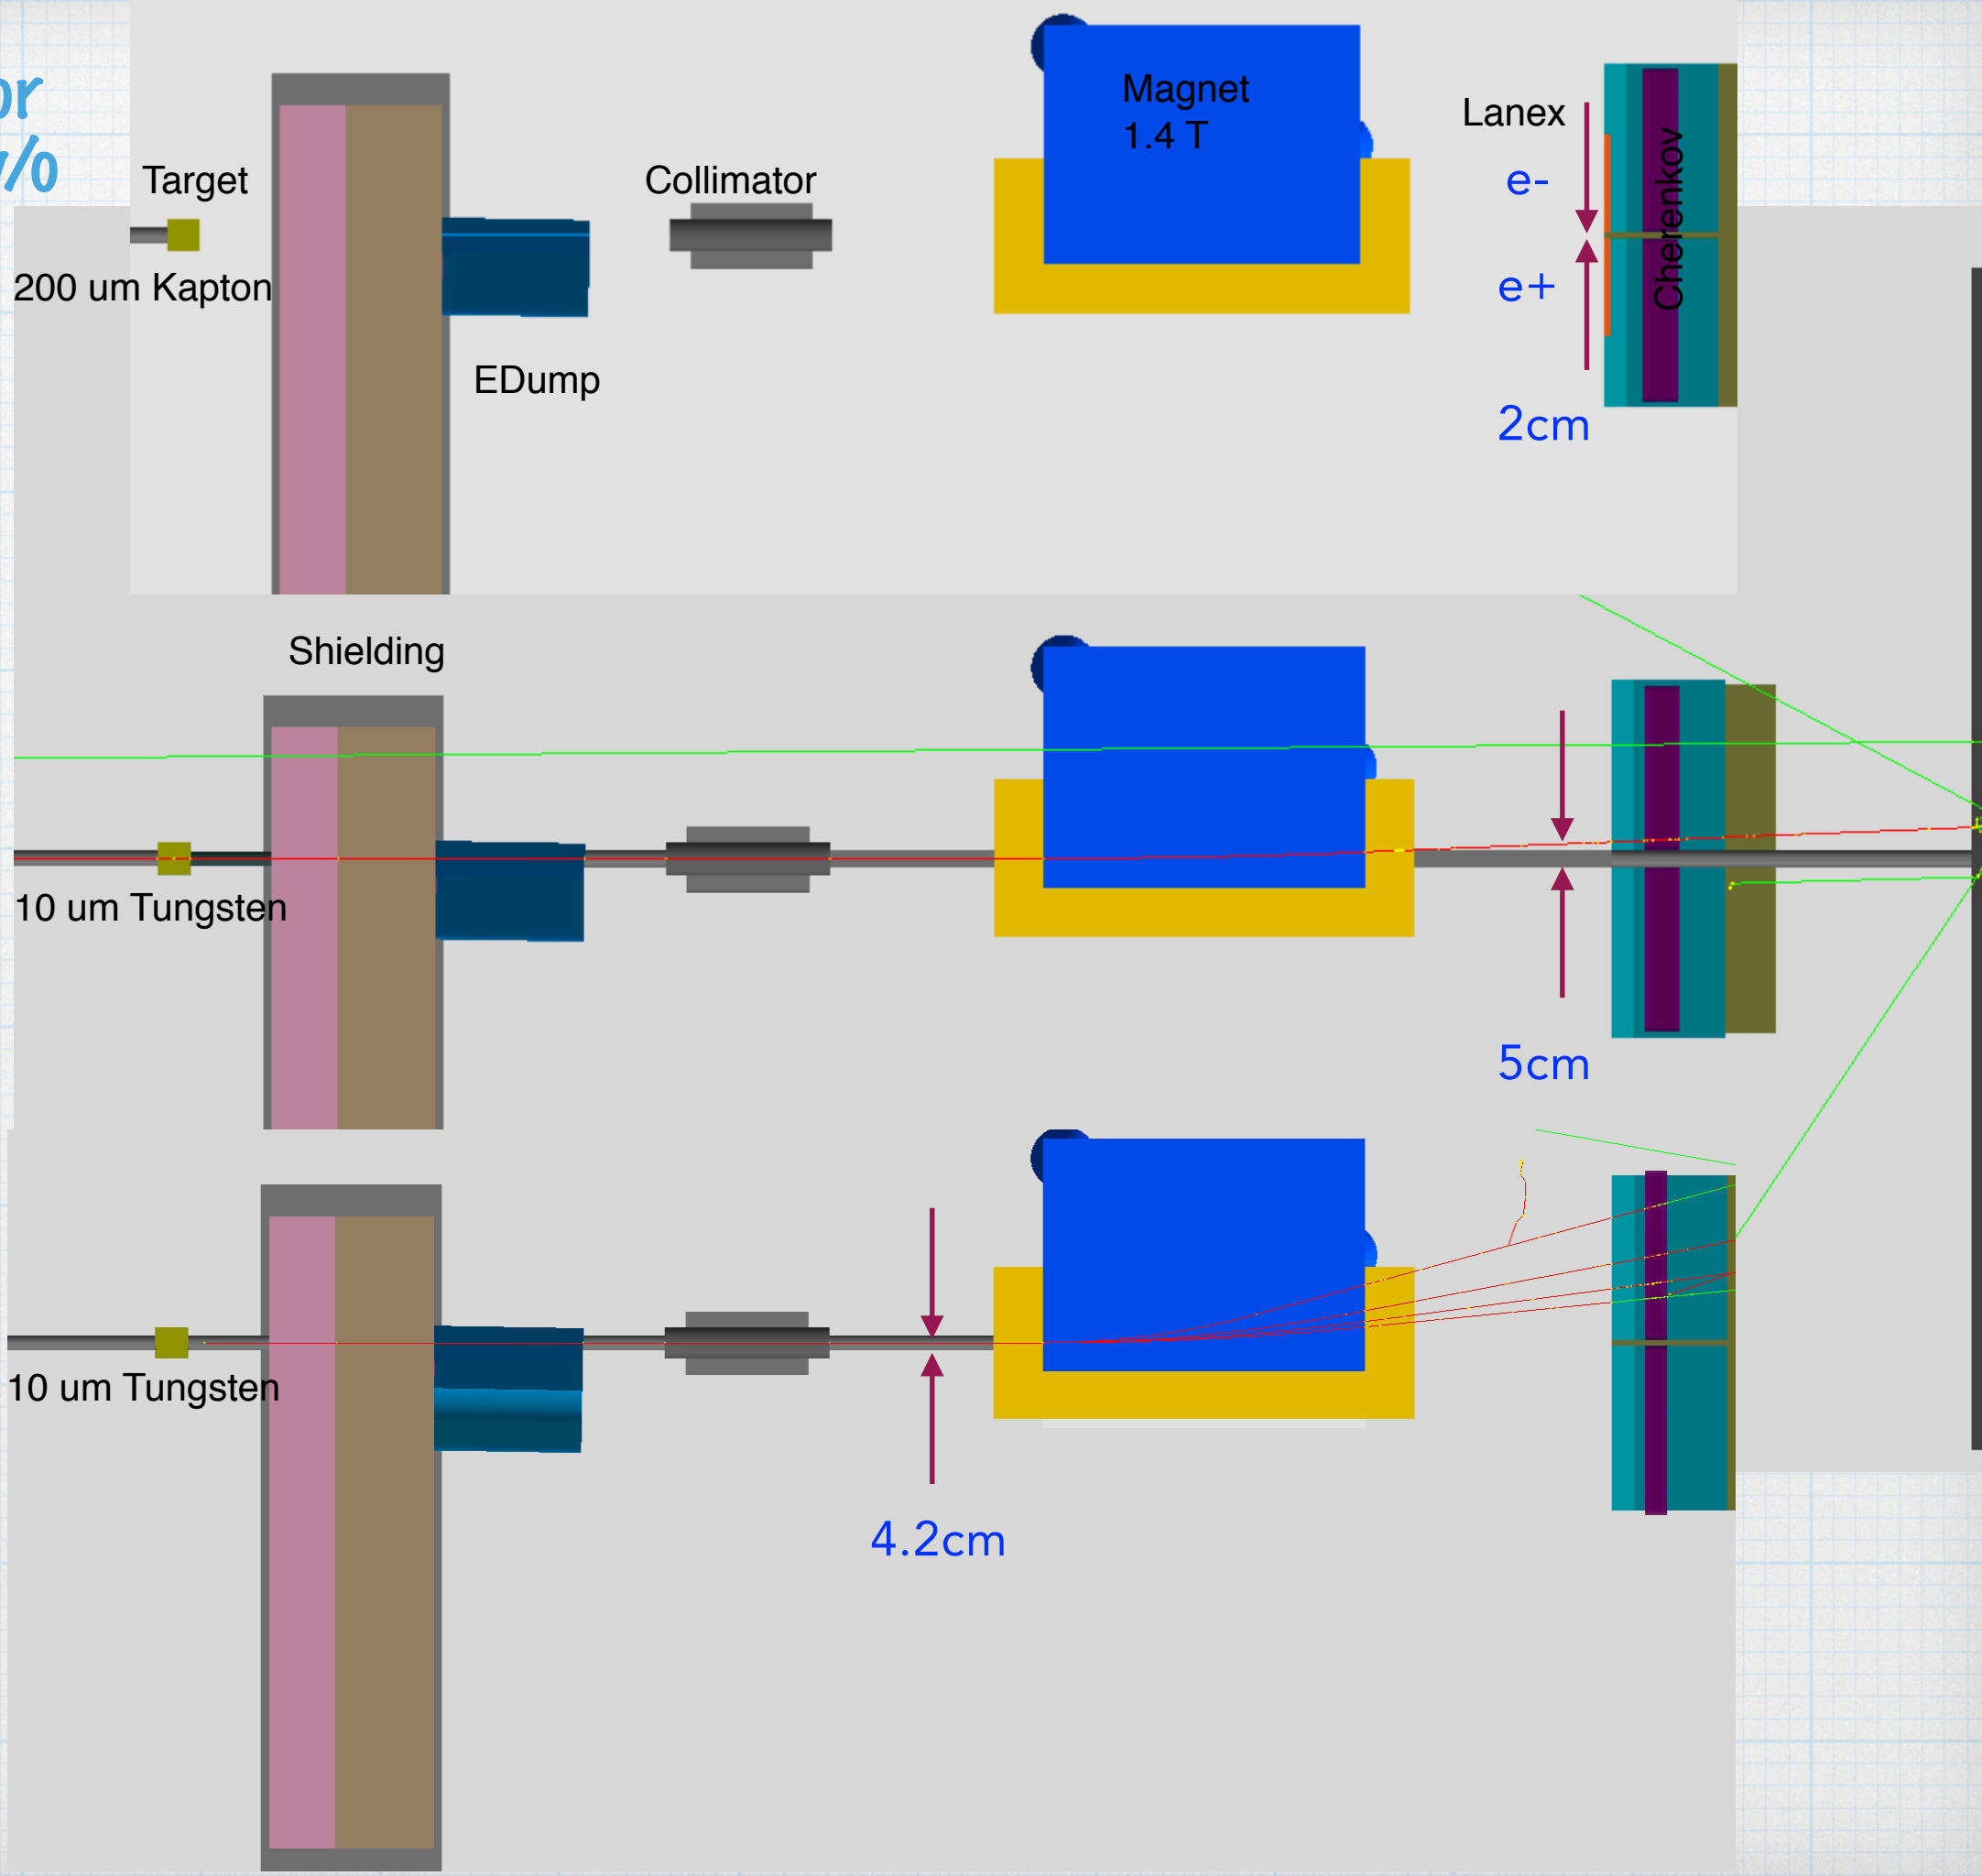 Magnet
1.4 T
Lanex
Cherenkov
%
Target
Collimator
e-
200 um Kapton
e+
EDump
2cm
Shielding
10 um Tungsten
5cm
10 um Tungsten
4.2cm